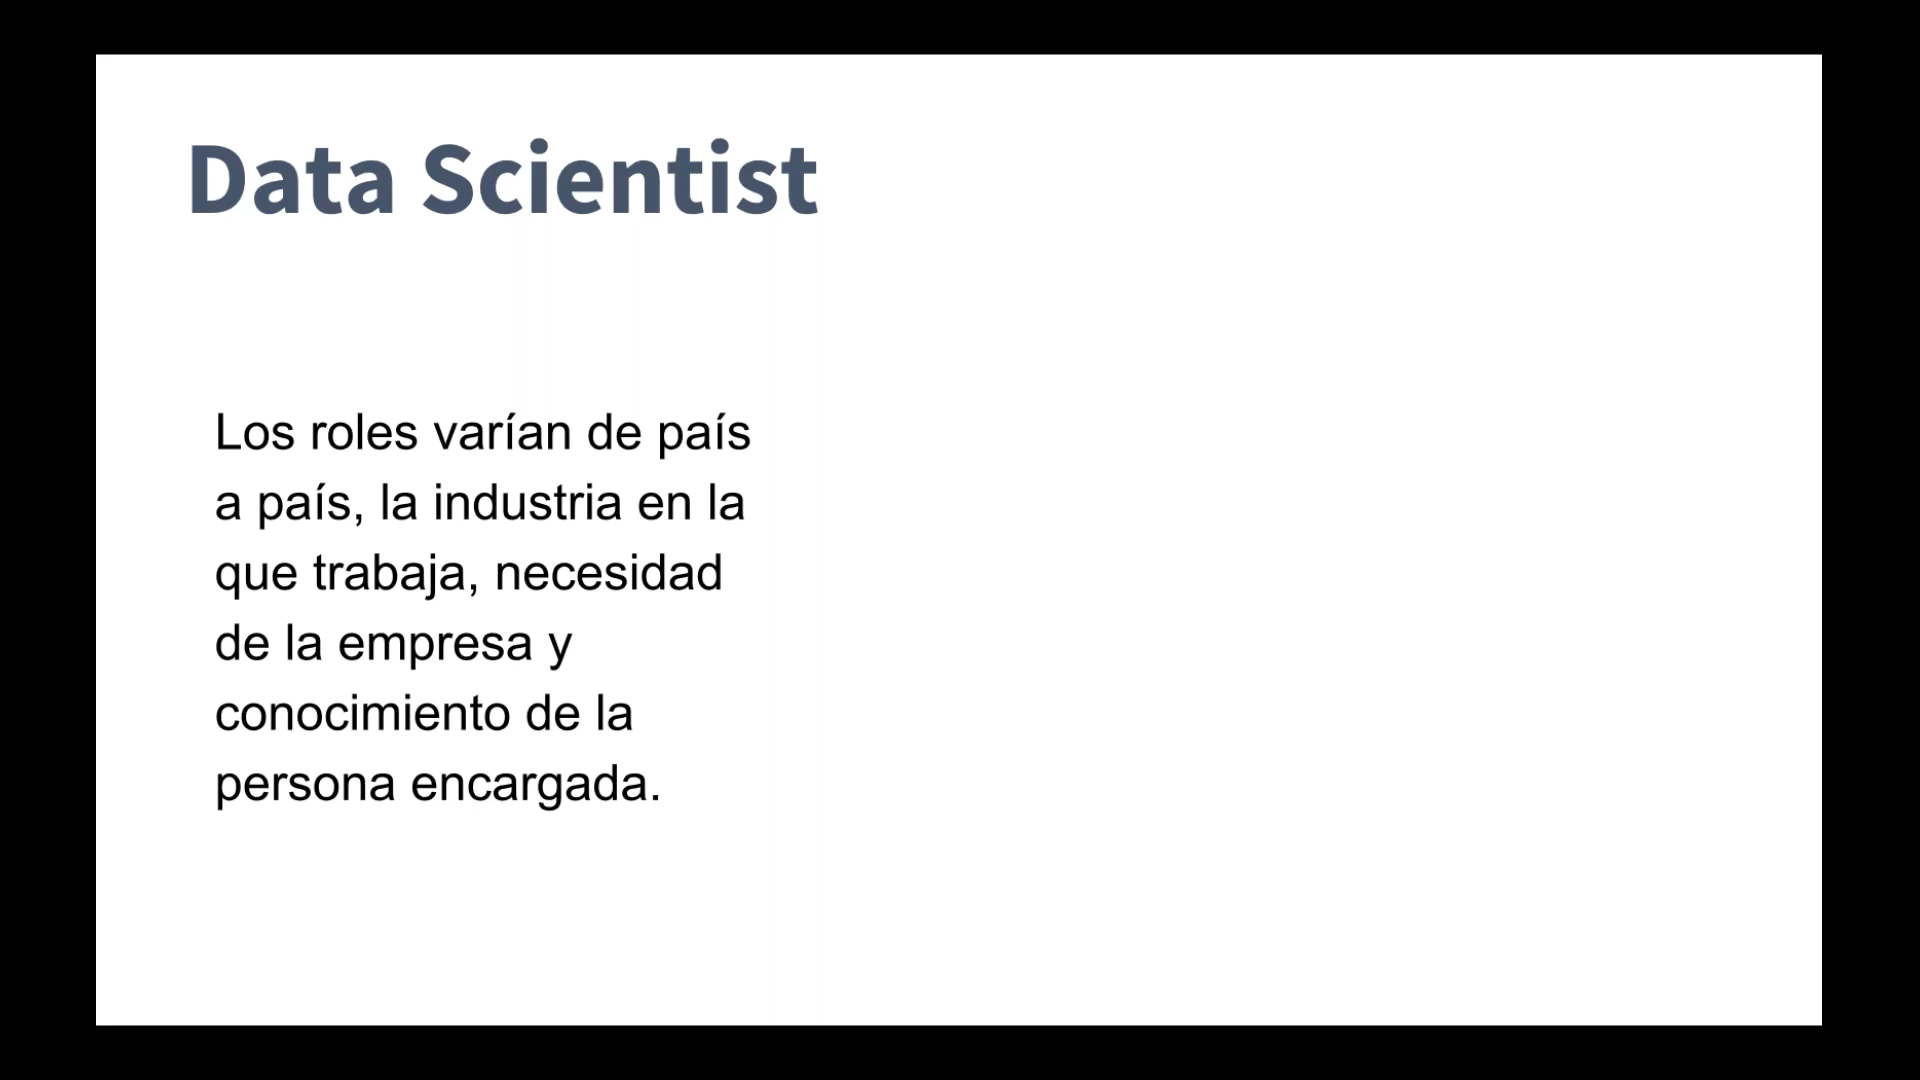 Data Scientist
Los roles varían de país
a país, la industria en la
que trabaja, necesidad
de la empresa y
conocimiento de la
persona encargada.